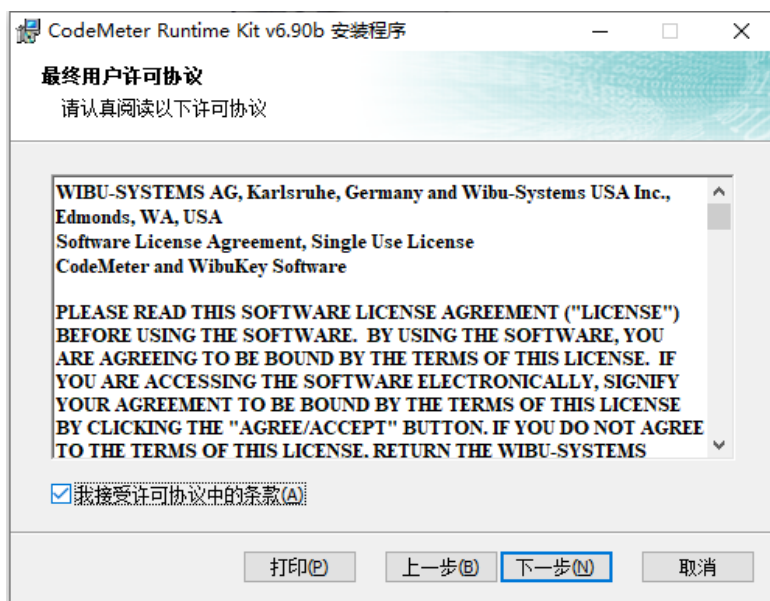 CodeMeter Runtime Kit v6.90b 安装程序
最终用户许可协议
请认真阅读以下许可协议
WIBU-SYSTEMS AG, Karlsruhe, Germany and Wibu-Systems USA Inc.,
Edmonds, WA, USA
Software License Agreement, Single Use License
CodeMeter and WibuKey Software
PLEASE READ THIS SOFTWARE LICENSE AGREEMENT ("LICENSE")
BEFORE USING THE SOFTWARE.  BY USING THE SOFTWARE, YOU
ARE AGREEING TO BE BOUND BY THE TERMS OF THIS LICENSE.  IF
YOU ARE ACCESSING THE SOFTWARE ELECTRONICALLY, SIGNIFY
YOUR AGREEMENT TO BE BOUND BY THE TERMS OF THIS LICENSE
BY CLICKING THE "AGREE/ACCEPT" BUTTON. IF YOU DO NOT AGREE
TO THE TERMS OF THIS LICENSE, RETURN THE WIBU-SYSTEMS
我接受许可协议中的条款(A)
打印(P) 上一步(B) 下一步(N) 取消